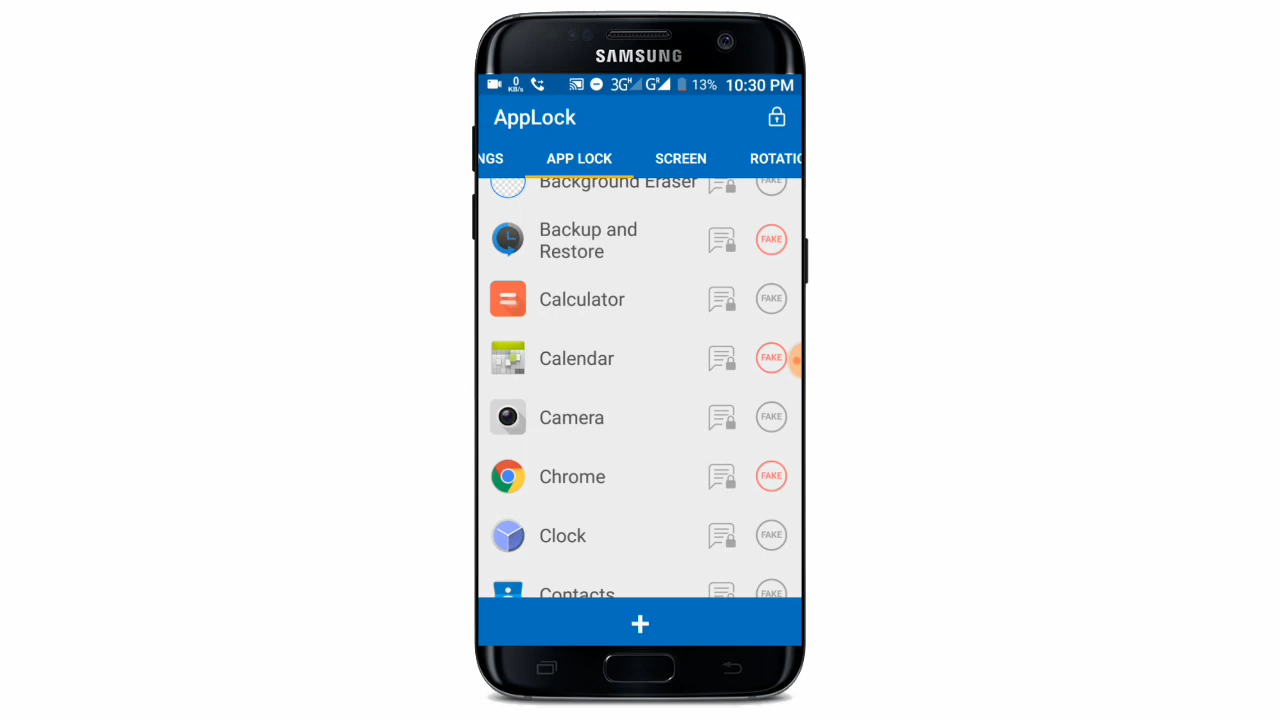 SAMSUNG
0
KB/s
3G H G R 13% 10:30 PM
AppLock
NGS APP LOCK SCREEN ROTATIO
Background Eraser FAKE
Backup and
Restore FAKE
Calculator FAKE
Calendar FAKE
Camera FAKE
Chrome FAKE
Clock FAKE
Contacts FAKE
+